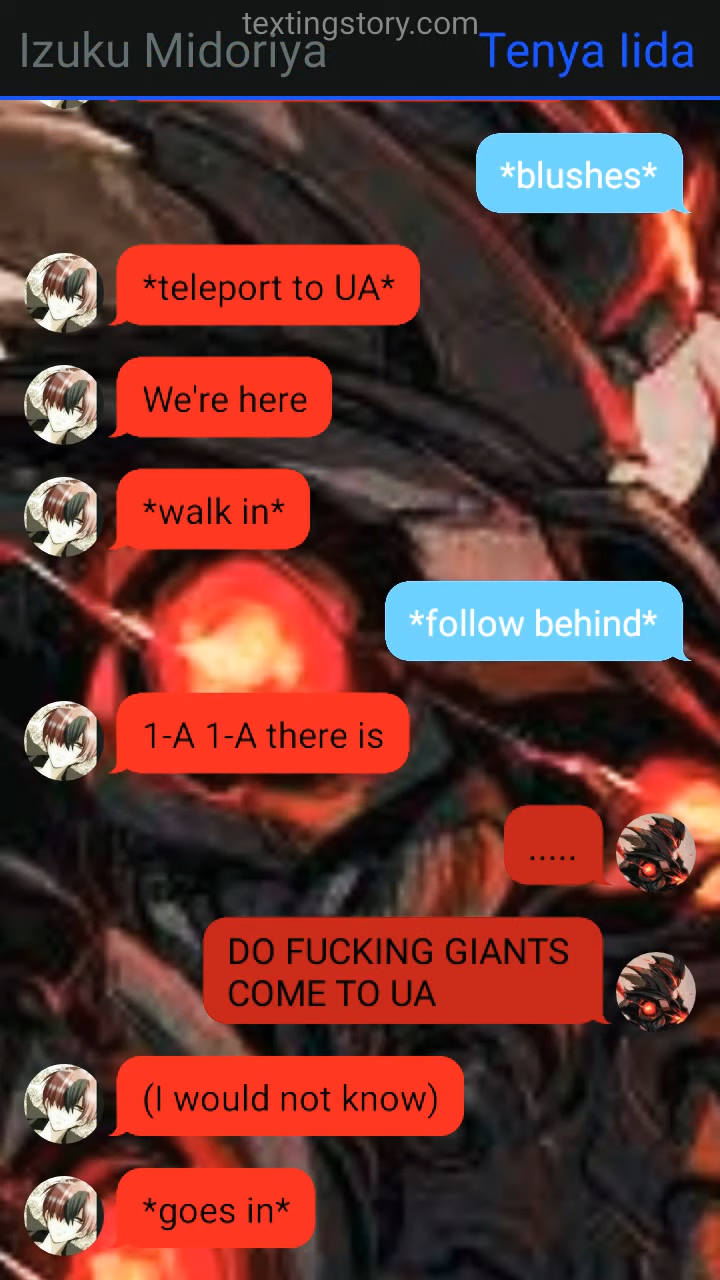 textingstory.com
Izuku Midoriya
Tenya Iida
*blushes*
*teleport to UA*
We're here
*walk in*
*follow behind*
1-A 1-A there is
.....
DO FUCKING GIANTS
COME TO UA
(I would not know)
*goes in*